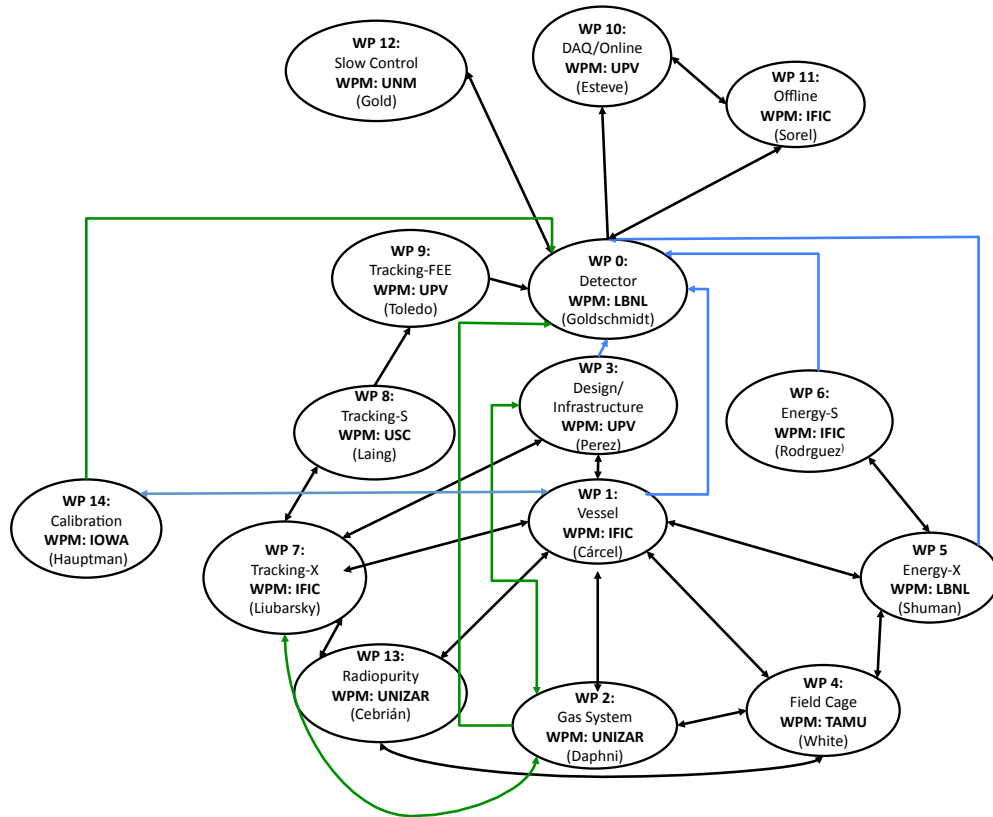 WP 12:
Slow Control
WPM: UNM
(Gold)
WP 10:
DAQ/Online
WPM: UPV
(Esteve)
WP 11:
Offline
WPM: IFIC
(Sorel)
WP 9:
Tracking-FEE
WPM: UPV
(Toledo)
WP 0:
Detector
WPM: LBNL
(Goldschmidt)
WP 3:
Design/
Infrastructure
WPM: UPV
(Perez)
WP 8:
Tracking-S
WPM: USC
(Laing)
WP 6:
Energy-S
WPM: IFIC
(Rodrguez)
WP 14:
Calibration
WPM: IOWA
(Hauptman)
WP 1:
Vessel
WPM: IFIC
(Cárcel)
WP 7:
Tracking-X
WPM: IFIC
(Liubarsky)
WP 5
Energy-X
WPM: LBNL
(Shuman)
WP 13:
Radiopurity
WPM: UNIZAR
(Cebrián)
WP 2:
Gas System
WPM: UNIZAR
(Daphni)
WP 4:
Field Cage
WPM: TAMU
(White)